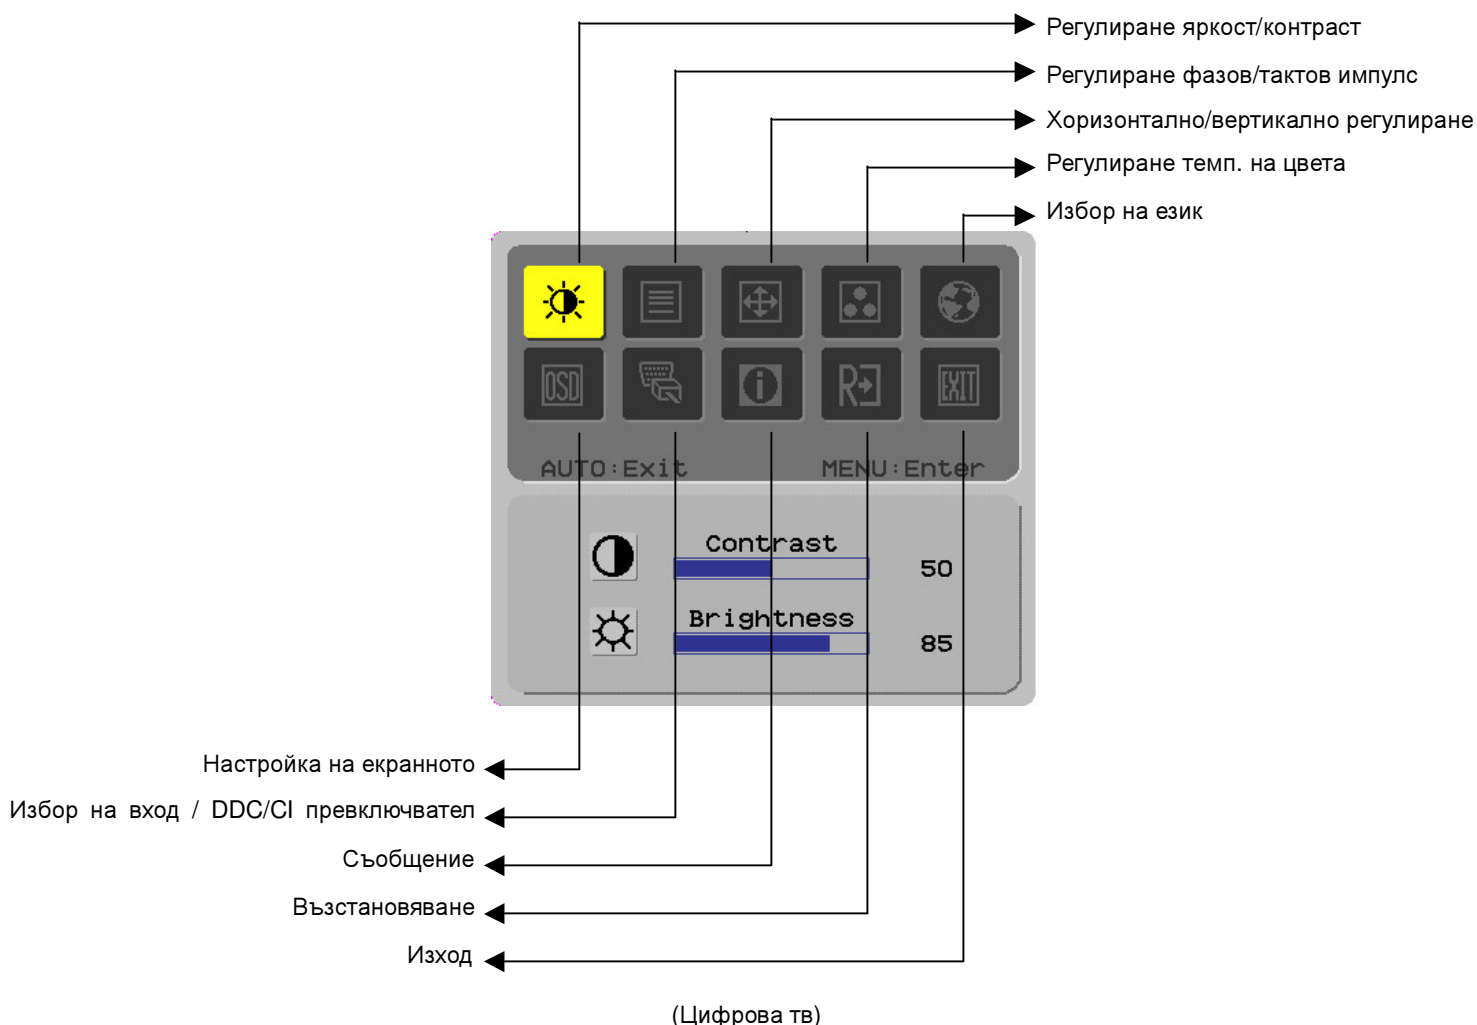 Регулиране яркост/контраст
Регулиране фазов/тактов импулс
Хоризонтално/вертикално регулиране
Регулиране темп. на цвета
Избор на език
OSD
i
R
EXIT
AUTO:Exit MENU:Enter
Contrast
50
Brightness
85
Настройка на екранното
Избор на вход / DDC/CI превключвател
Съобщение
Възстановяване
Изход
(Цифрова тв)